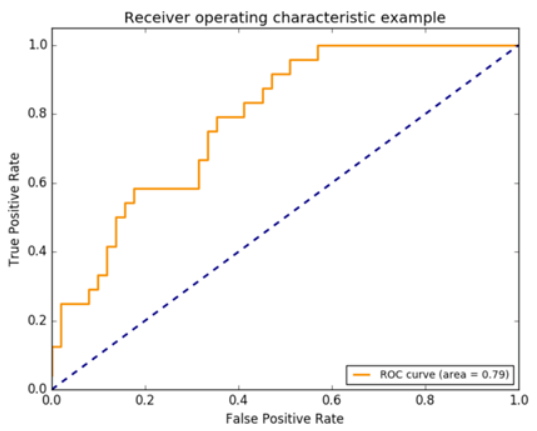 Receiver operating characteristic example
1.0
0.8
0.6
0.4
0.2
0.0
True Positive Rate
0.0 0.2 0.4 0.6 0.8 1.0
False Positive Rate
ROC curve (area = 0.79)